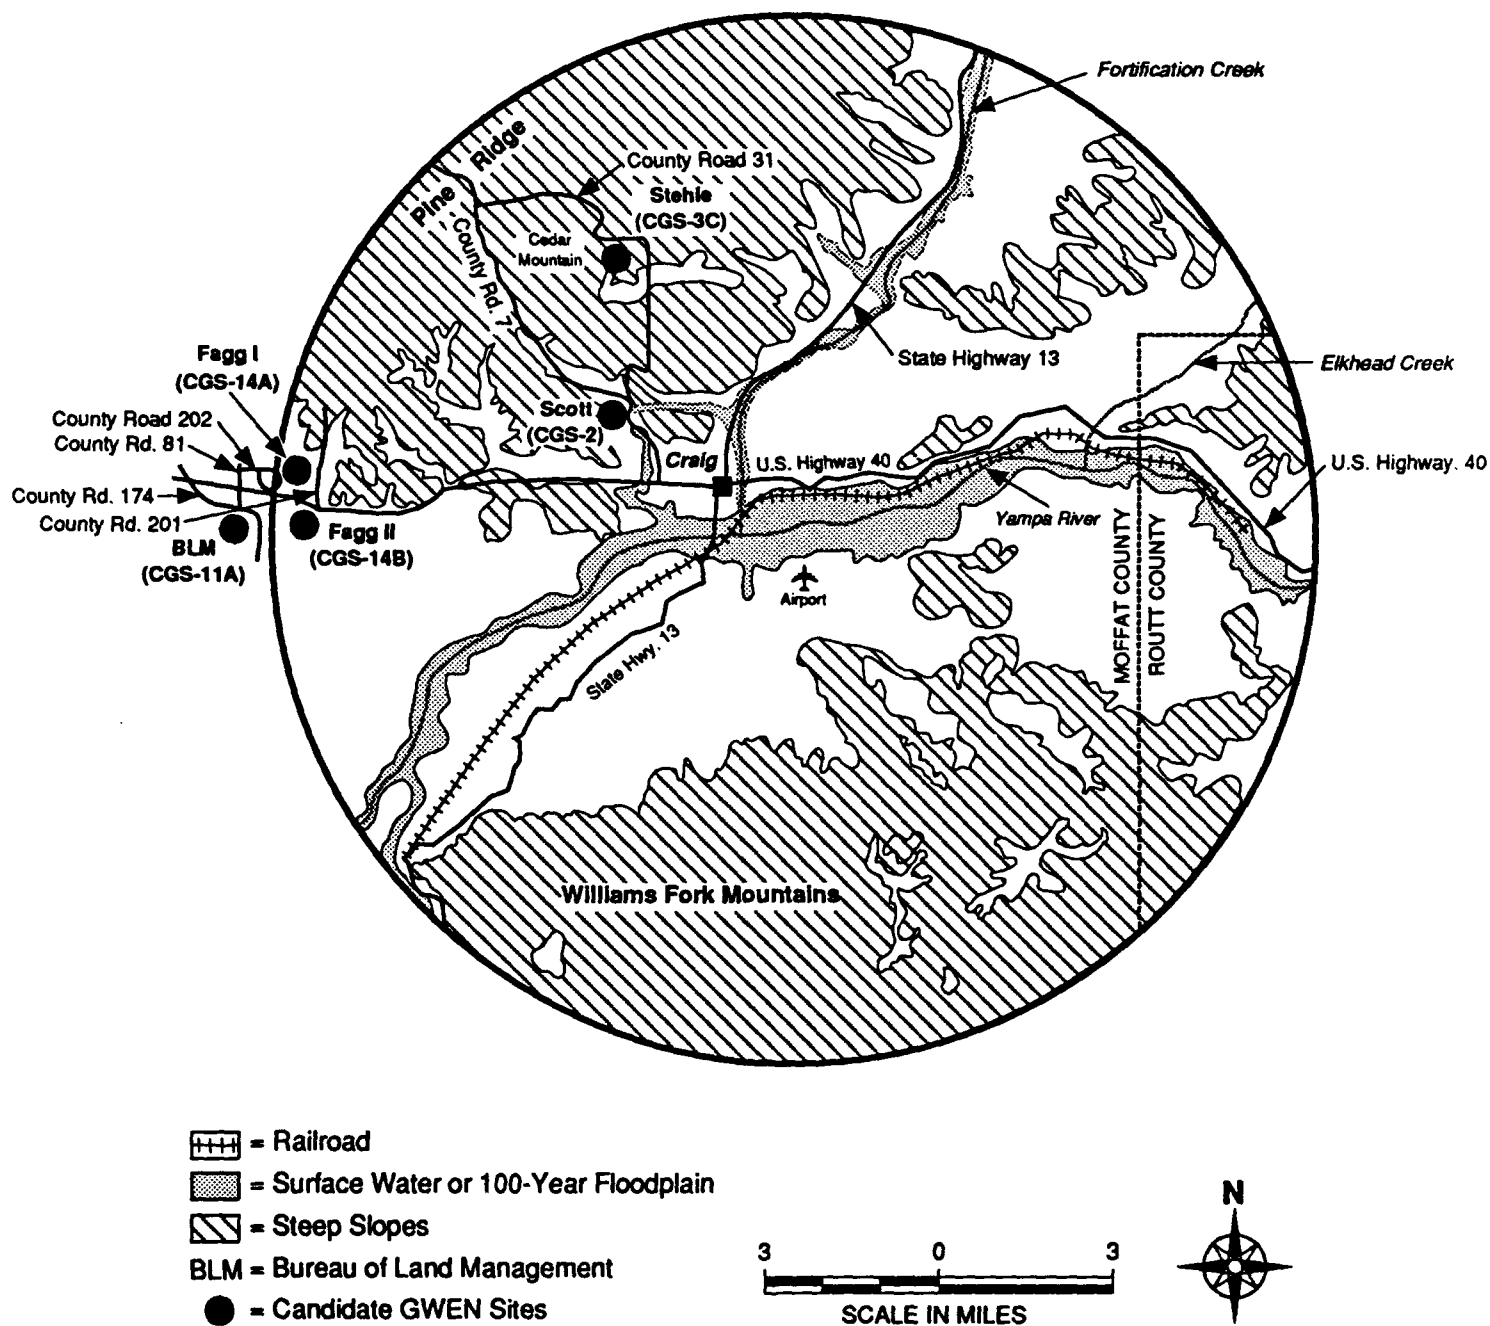 Fortification Creek
Pine Ridge
County Road 31
Stehle
(CGS-3C)
Cedar
Mountain
County Rd. 7
State Highway 13
Elkhead Creek
Fagg I
(CGS-14A)
County Road 202
County Rd. 81
County Rd. 174
County Rd. 201
Scott
(CGS-2)
Craig
U.S. Highway 40
U.S. Highway. 40
Yampa River
Fagg II
(CGS-14B)
BLM
(CGS-11A)
Airport
MOFFAT COUNTY
ROUTT COUNTY
State Hwy. 13
Williams Fork Mountains
= Railroad
= Surface Water or 100-Year Floodplain
= Steep Slopes
BLM = Bureau of Land Management
= Candidate GWEN Sites
3 0 3
SCALE IN MILES
N